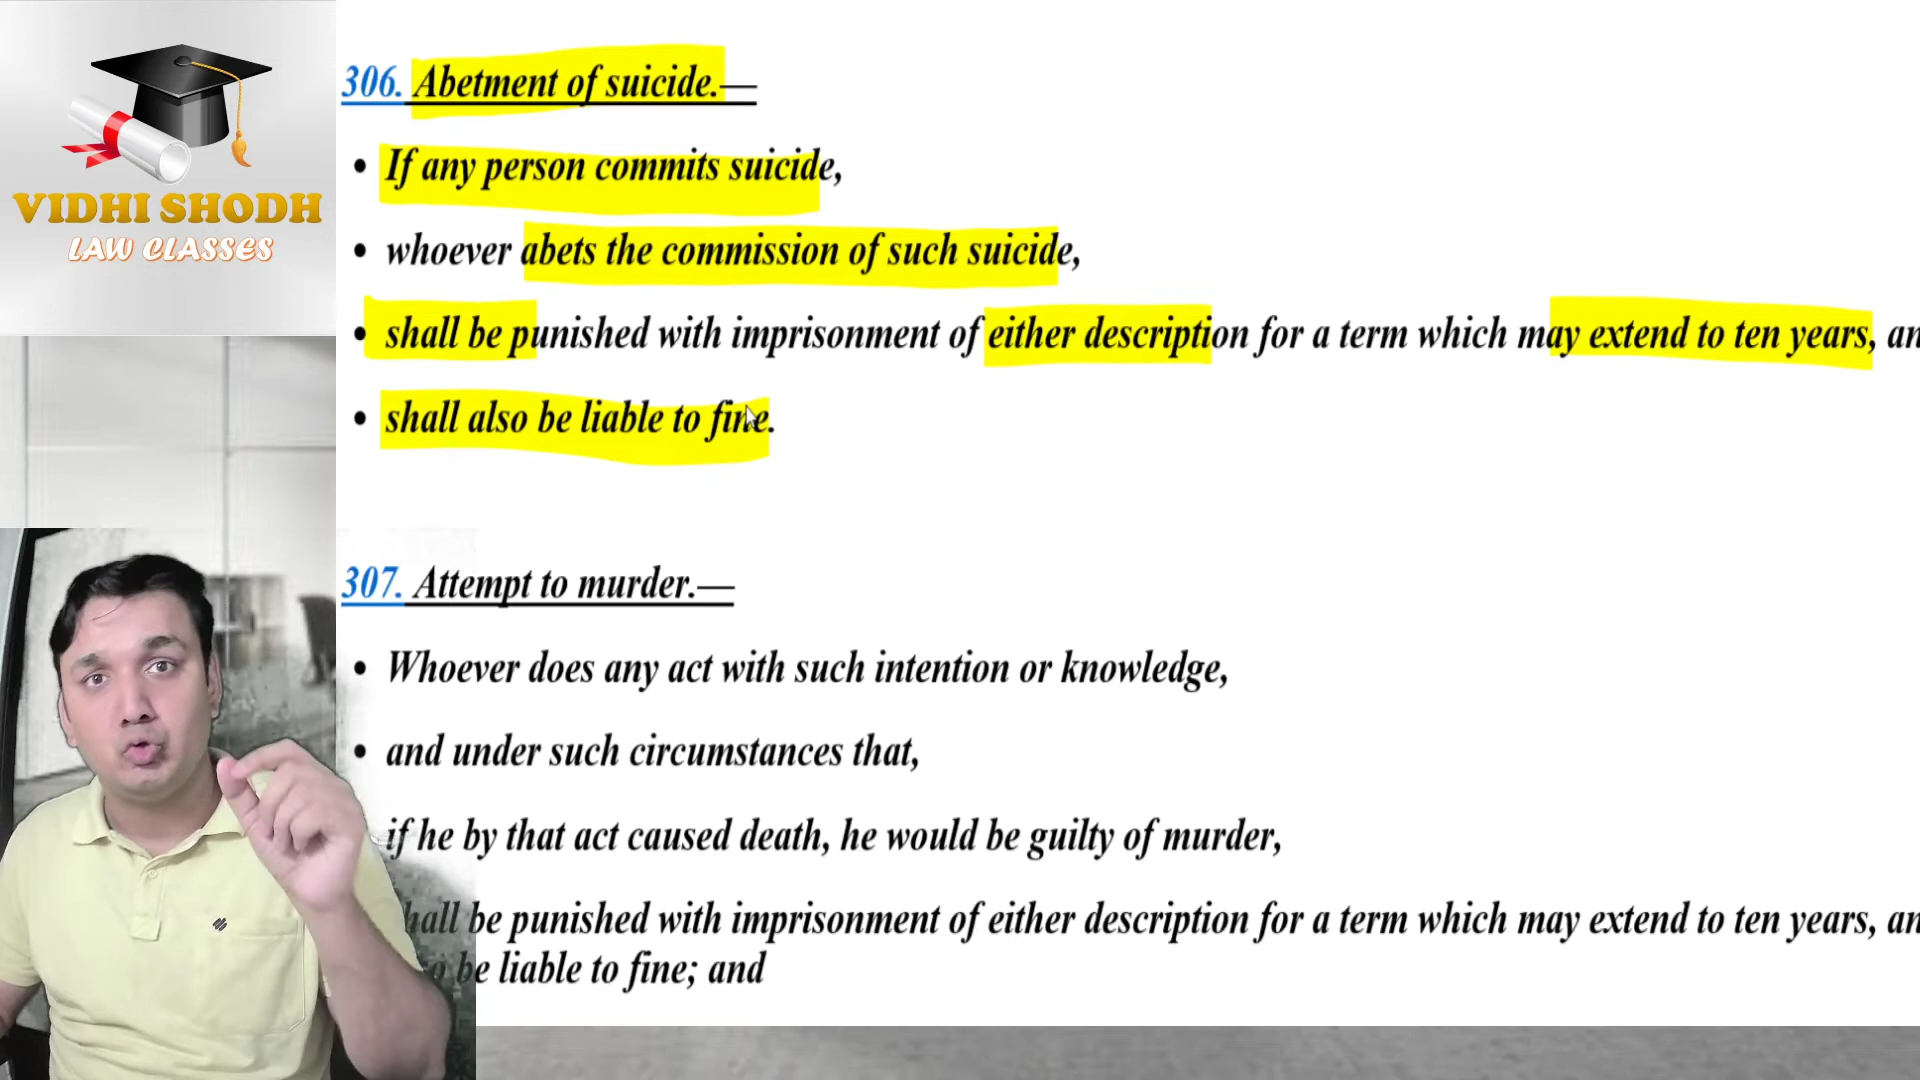 VIDHI SHODH
LAW CLASSES
306. Abetment of suicide.—
• If any person commits suicide,
• whoever abets the commission of such suicide,
• shall be punished with imprisonment of either description for a term which may extend to ten years, an
• shall also be liable to fine.
307. Attempt to murder.—
• Whoever does any act with such intention or knowledge,
• and under such circumstances that,
if he by that act caused death, he would be guilty of murder,
hall be punished with imprisonment of either description for a term which may extend to ten years, an
be liable to fine; and